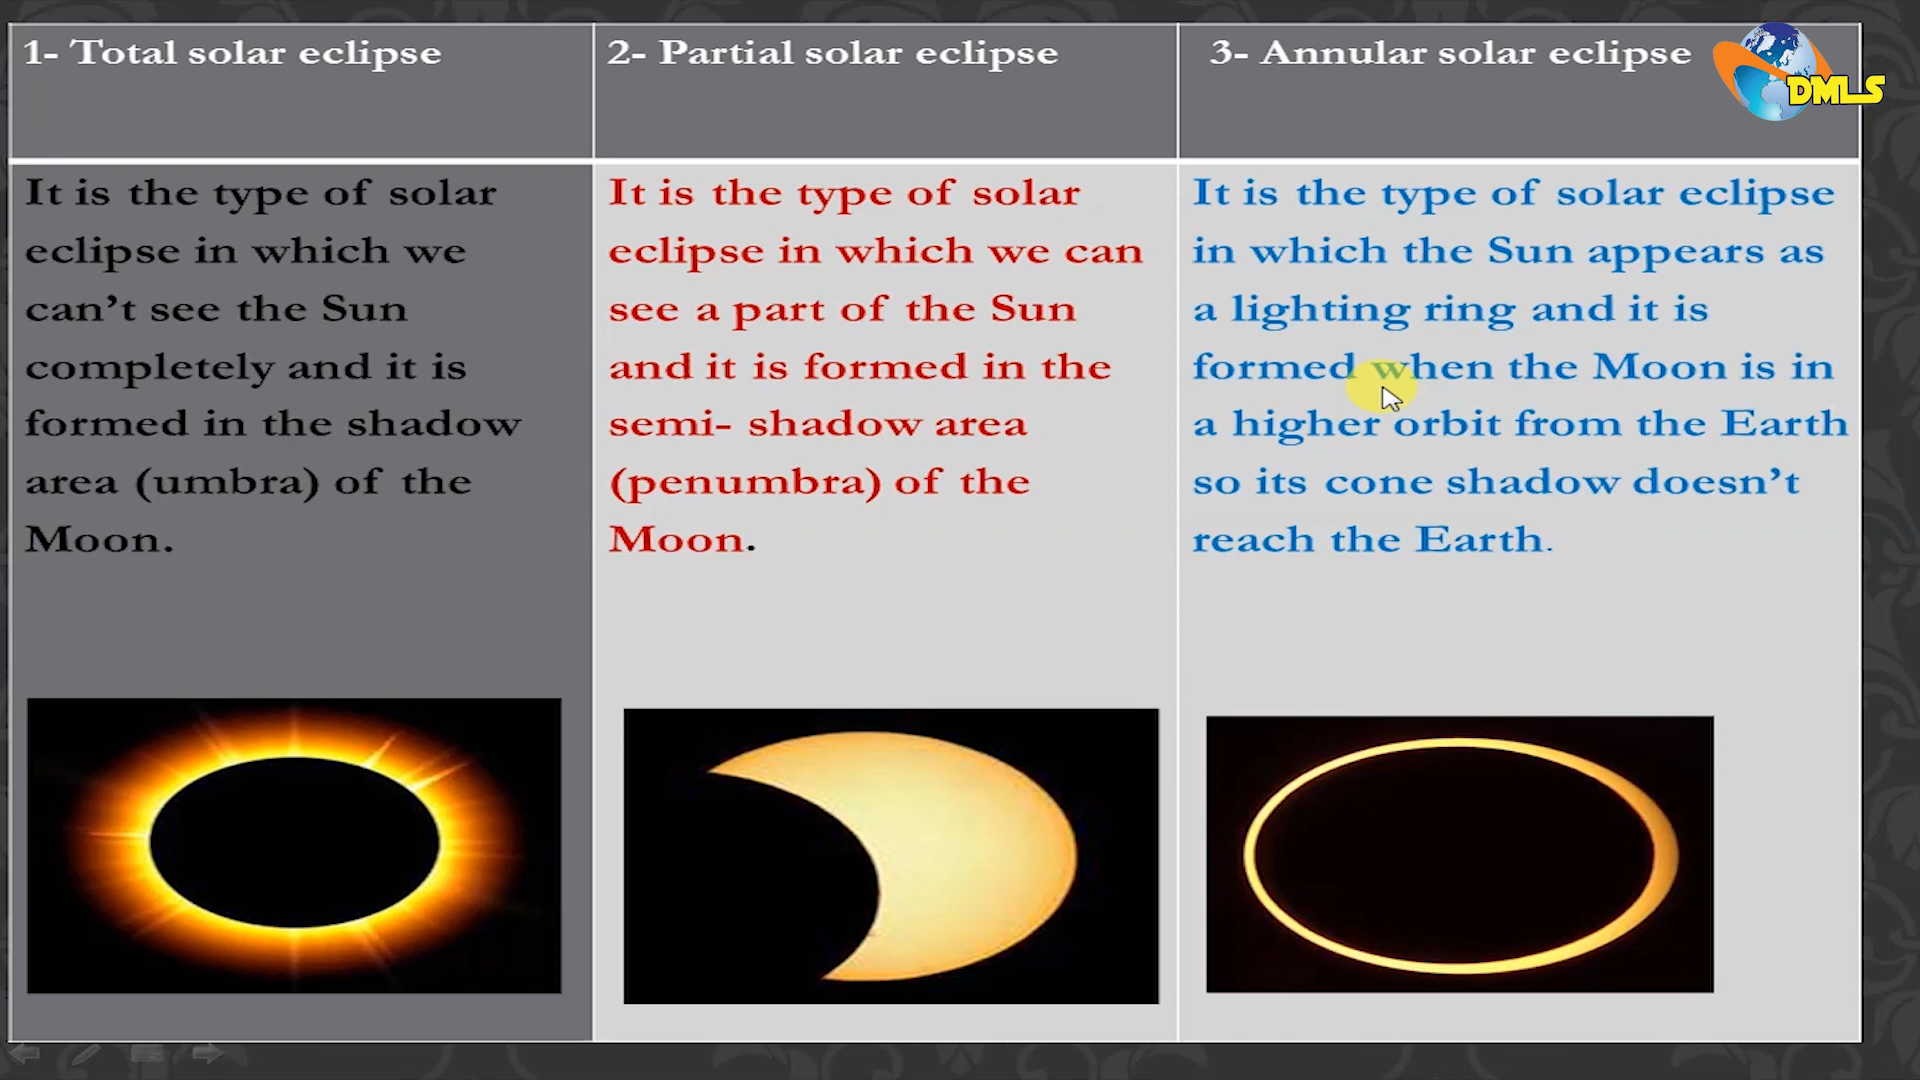 1- Total solar eclipse
2- Partial solar eclipse
3- Annular solar eclipse
DMLS
It is the type of solar
eclipse in which we
can’t see the Sun
completely and it is
formed in the shadow
area (umbra) of the
Moon.
It is the type of solar
eclipse in which we can
see a part of the Sun
and it is formed in the
semi- shadow area
(penumbra) of the
Moon.
It is the type of solar eclipse
in which the Sun appears as
a lighting ring and it is
formed when the Moon is in
a higher orbit from the Earth
so its cone shadow doesn’t
reach the Earth.